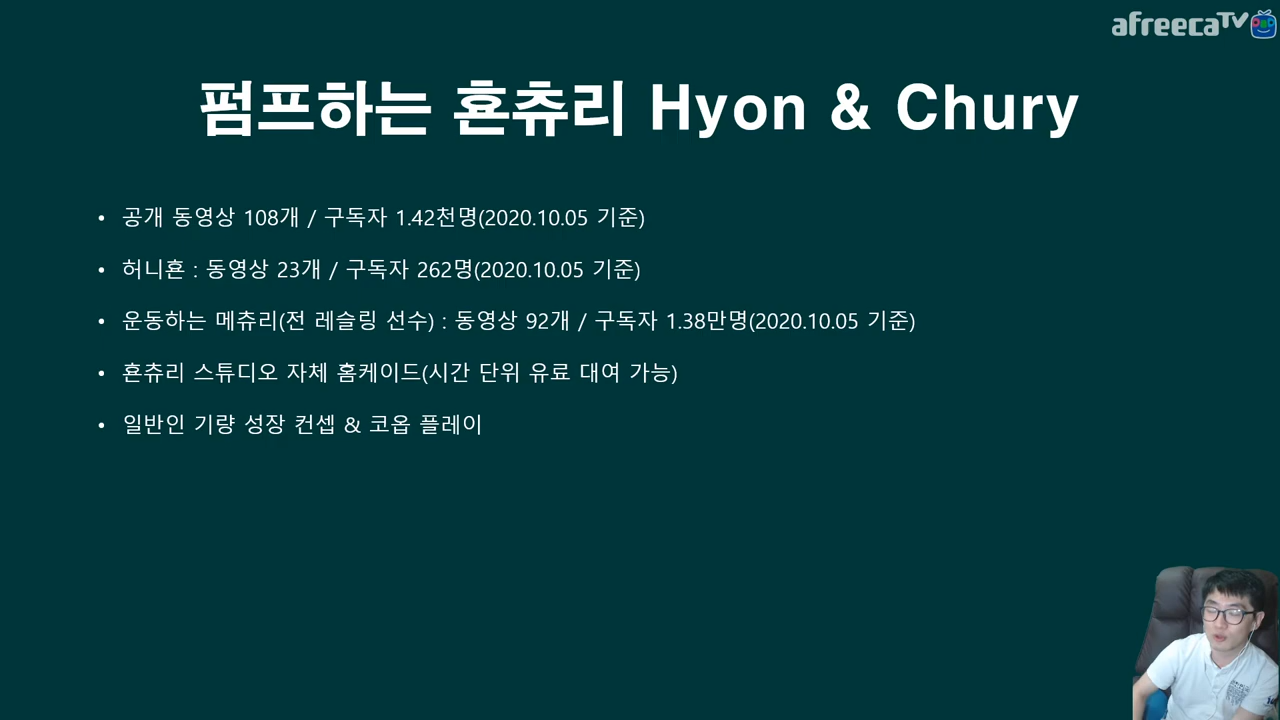 afreecaTV
펌프하는 횬츄리 Hyon & Chury
• 공개 동영상 108개 / 구독자 1.42천명(2020.10.05 기준)
• 허니횬 : 동영상 23개 / 구독자 262명(2020.10.05 기준)
• 운동하는 메츄리(전 레슬링 선수) : 동영상 92개 / 구독자 1.38만명(2020.10.05 기준)
• 횬츄리 스튜디오 자체 홈케이드(시간 단위 유료 대여 가능)
• 일반인 기량 성장 컨셉 & 코옵 플레이